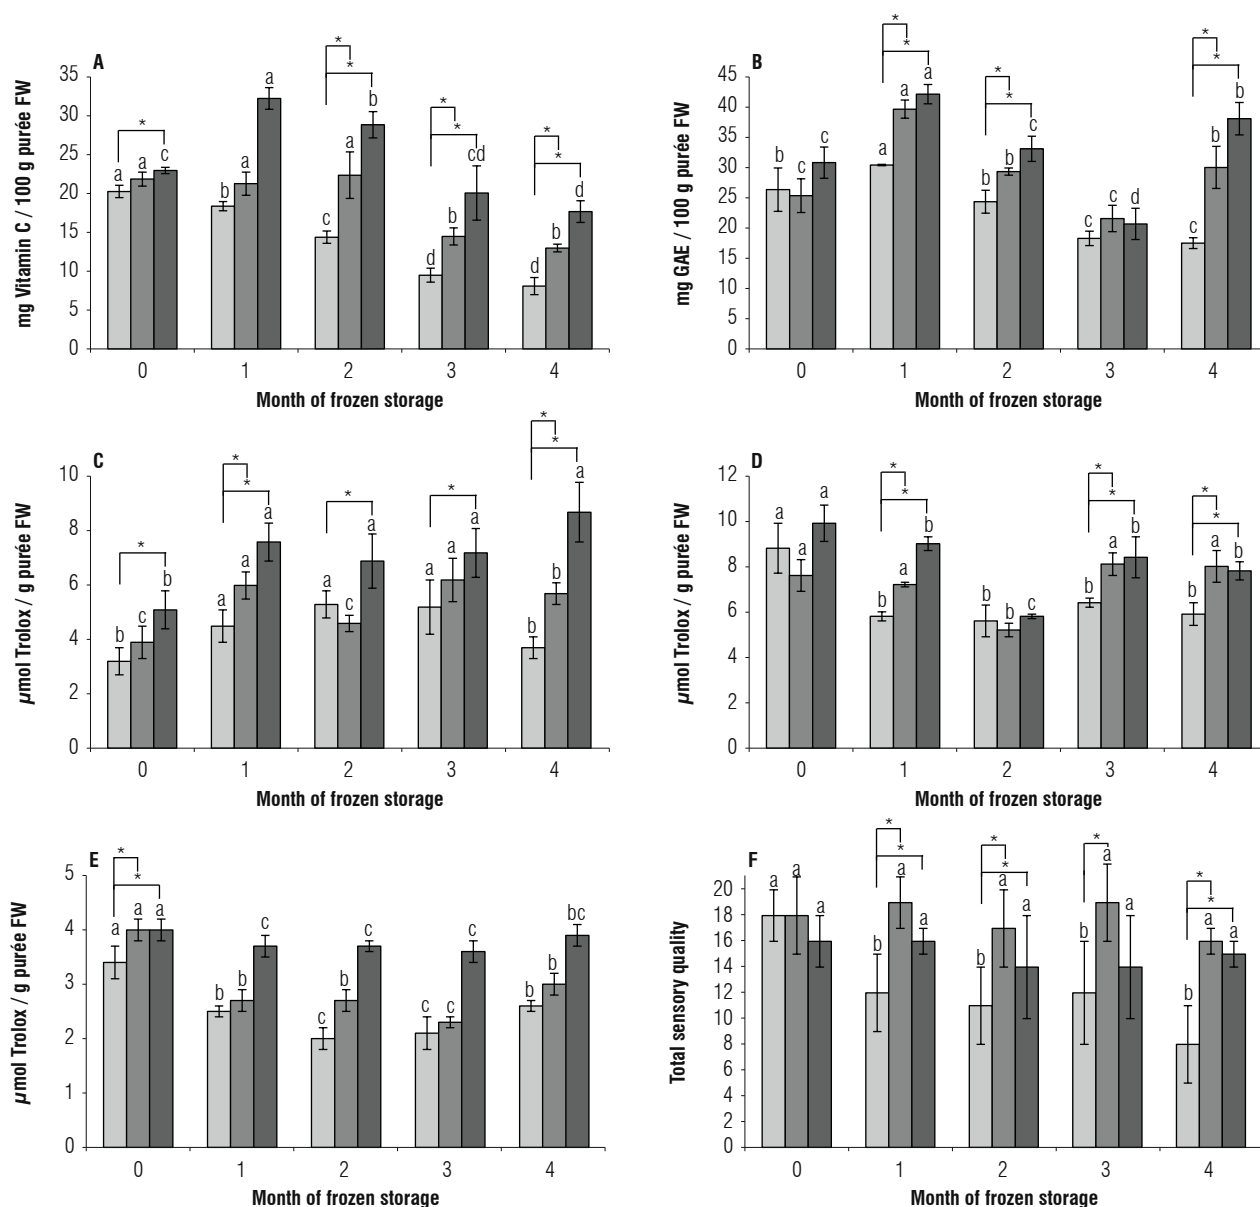 A
mg Vitamin C / 100 g purée FW
35
30
25
20
15
10
5
0
* * * * * * *
a a c b a a c a b d b cd d b d
0 1 2 3 4
Month of frozen storage
B
mg GAE / 100 g purée FW
45
40
35
30
25
20
15
10
5
0
* * * * * *
b c c a a a b b c c c d c b b
0 1 2 3 4
Month of frozen storage
C
µmol Trolox / g purée FW
10
8
6
4
2
0
* * * * * * *
b c b a a a a c a a a a b b a
0 1 2 3 4
Month of frozen storage
D
µmol Trolox / g purée FW
12
10
8
6
4
2
0
* * * * * *
a a a b a b b b c b a b b a b
0 1 2 3 4
Month of frozen storage
E
µmol Trolox / g purée FW
5
4
3
2
1
0
* *
a a a b b c c b c c c c b b bc
0 1 2 3 4
Month of frozen storage
F
Total sensory quality
20
18
16
14
12
10
8
6
4
2
0
* * * * * * *
a a a b a a b a a b a a b a a
0 1 2 3 4
Month of frozen storage